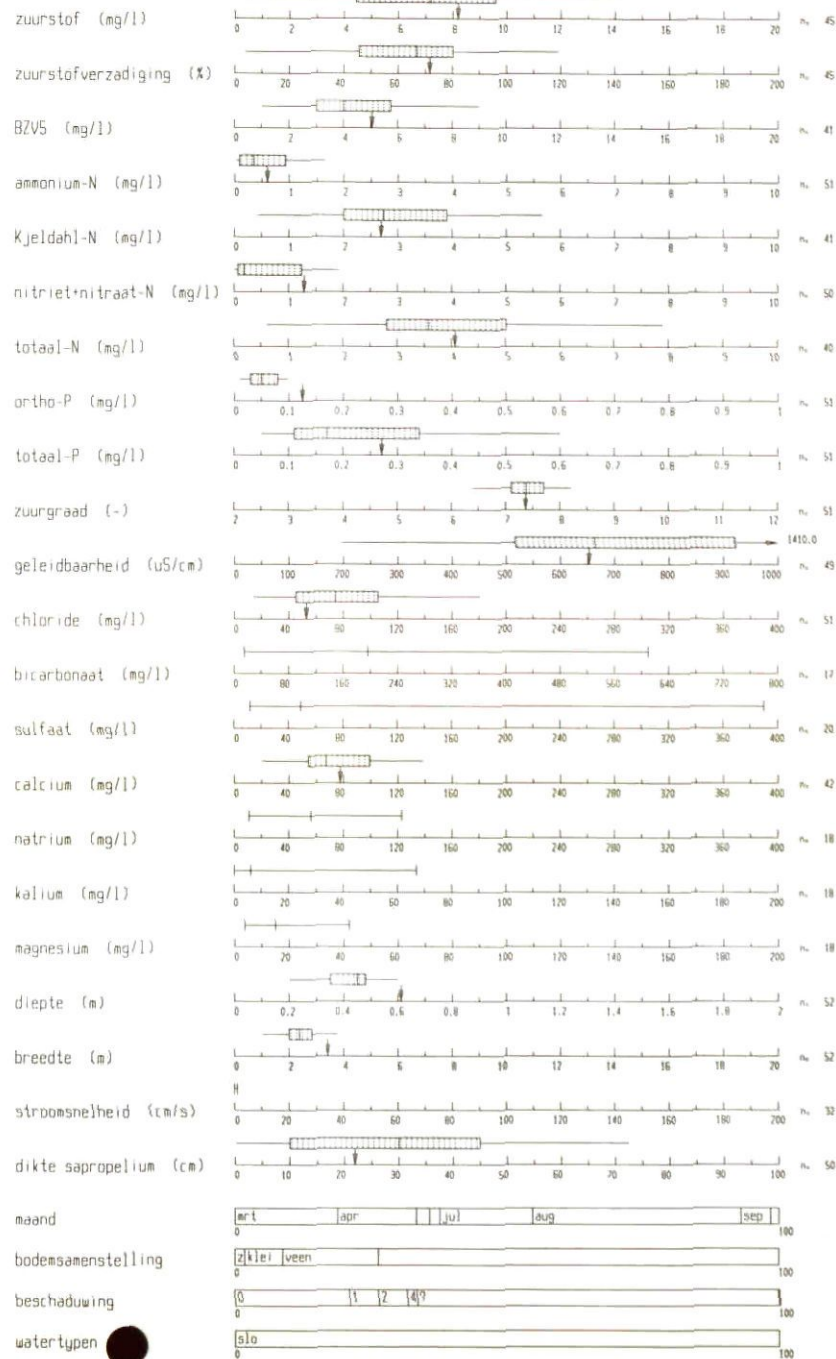 zuurstof (mg/l) 0 2 4 6 8 10 12 14 16 18 20 n= 45
zuurstofverzadiging (%) 0 20 40 60 80 100 120 140 160 180 200 n= 45
BZV5 (mg/l) 0 2 4 6 8 10 12 14 16 18 20 n= 41
ammonium-N (mg/l) 0 1 2 3 4 5 6 7 8 9 10 n= 51
Kjeldahl-N (mg/l) 0 1 2 3 4 5 6 7 8 9 10 n= 41
nitriet+nitraat-N (mg/l) 0 1 2 3 4 5 6 7 8 9 10 n= 50
totaal-N (mg/l) 0 1 2 3 4 5 6 7 8 9 10 n= 40
ortho-P (mg/l) 0 0.1 0.2 0.3 0.4 0.5 0.6 0.7 0.8 0.9 1 n= 51
totaal-P (mg/l) 0 0.1 0.2 0.3 0.4 0.5 0.6 0.7 0.8 0.9 1 n= 51
zuurgraad (-) 2 3 4 5 6 7 8 9 10 11 12 n= 51
1410.0
geleidbaarheid (uS/cm) 0 100 200 300 400 500 600 700 800 900 1000 n= 49
chloride (mg/l) 0 40 80 120 160 200 240 280 320 360 400 n= 51
bicarbonaat (mg/l) 0 80 160 240 320 400 480 560 640 720 800 n= 17
sulfaat (mg/l) 0 40 80 120 160 200 240 280 320 360 400 n= 20
calcium (mg/l) 0 40 80 120 160 200 240 280 320 360 400 n= 42
natrium (mg/l) 0 40 80 120 160 200 240 280 320 360 400 n= 18
kalium (mg/l) 0 20 40 60 80 100 120 140 160 180 200 n= 18
magnesium (mg/l) 0 20 40 60 80 100 120 140 160 180 200 n= 18
diepte (m) 0 0.2 0.4 0.6 0.8 1 1.2 1.4 1.6 1.8 2 n= 52
breedte (m) 0 2 4 6 8 10 12 14 16 18 20 n= 52
stroomsnelheid (cm/s) 0 20 40 60 80 100 120 140 160 180 200 n= 32
dikte sapropelium (cm) 0 10 20 30 40 50 60 70 80 90 100 n= 50
maand mrt apr jul aug sep
0 100
bodemsamenstelling z klei veen
0 100
beschaduwing 0 1 2 4 ?
0 100
watertypen slo
0 100